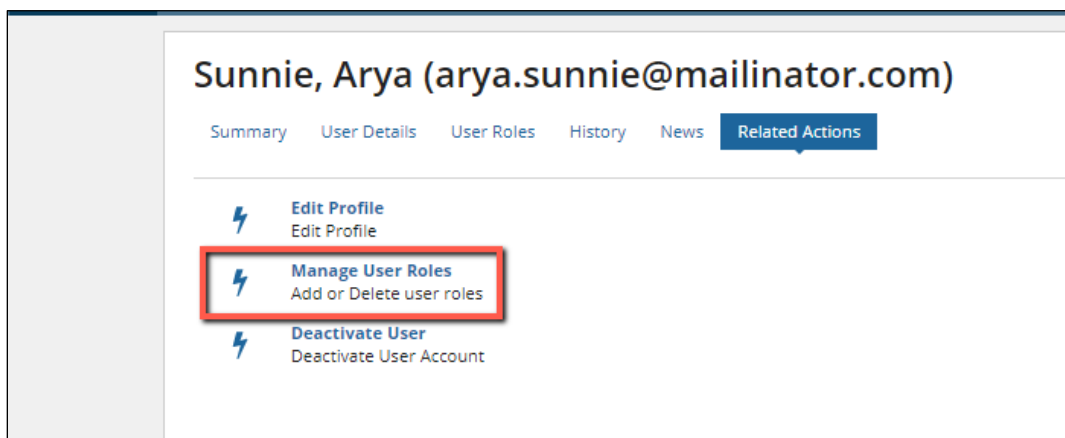 Sunnie, Arya (arya.sunnie@mailinator.com)
Summary User Details User Roles History News Related Actions
Edit Profile
Edit Profile
Manage User Roles
Add or Delete user roles
Deactivate User
Deactivate User Account